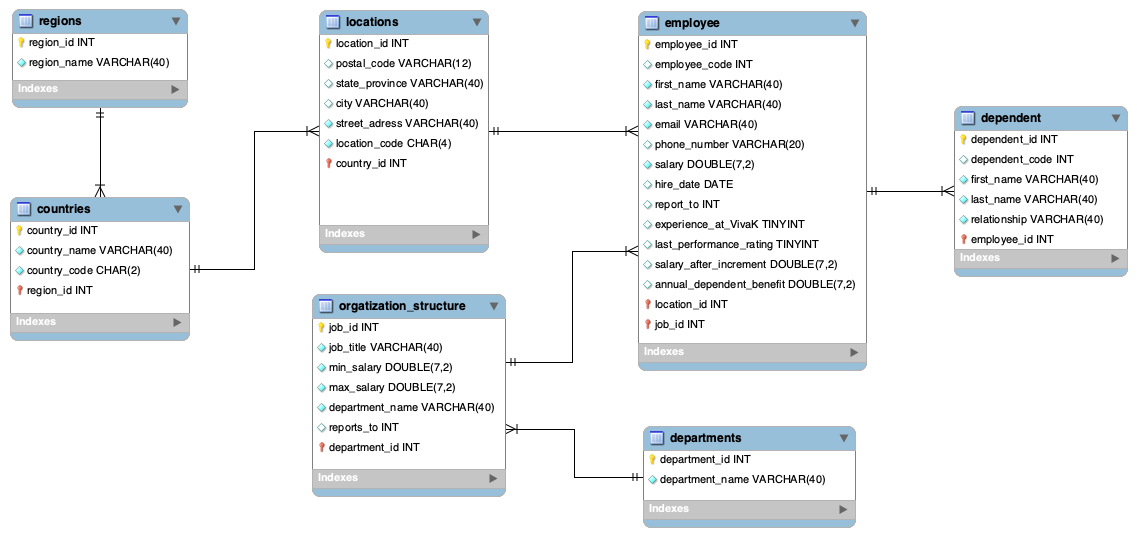 regions
region_id INT
region_name VARCHAR(40)
Indexes
countries
country_id INT
country_name VARCHAR(40)
country_code CHAR(2)
region_id INT
Indexes
locations
location_id INT
postal_code VARCHAR(12)
state_province VARCHAR(40)
city VARCHAR(40)
street_adress VARCHAR(40)
location_code CHAR(4)
country_id INT
Indexes
orgatization_structure
job_id INT
job_title VARCHAR(40)
min_salary DOUBLE(7,2)
max_salary DOUBLE(7,2)
department_name VARCHAR(40)
reports_to INT
department_id INT
Indexes
employee
employee_id INT
employee_code INT
first_name VARCHAR(40)
last_name VARCHAR(40)
email VARCHAR(40)
phone_number VARCHAR(20)
salary DOUBLE(7,2)
hire_date DATE
report_to INT
experience_at_VivaK TINYINT
last_performance_rating TINYINT
salary_after_increment DOUBLE(7,2)
annual_dependent_benefit DOUBLE(7,2)
location_id INT
job_id INT
Indexes
departments
department_id INT
department_name VARCHAR(40)
Indexes
dependent
dependent_id INT
dependent_code INT
first_name VARCHAR(40)
last_name VARCHAR(40)
relationship VARCHAR(40)
employee_id INT
Indexes